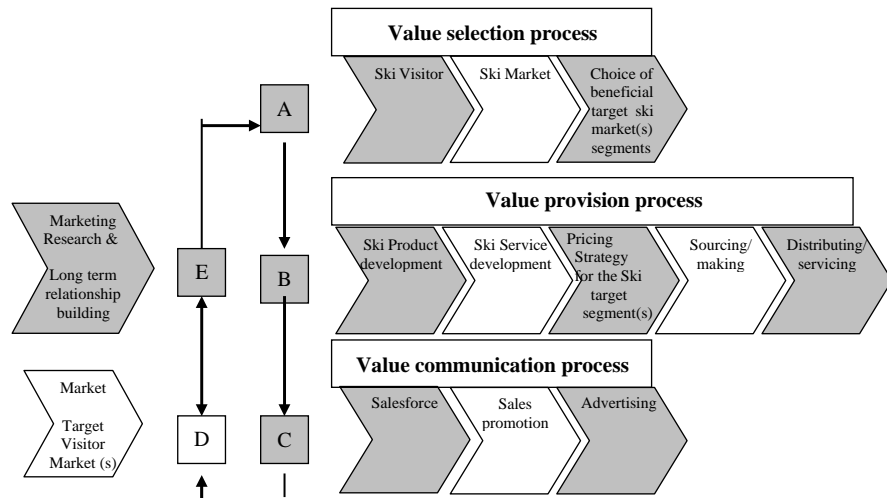 Value selection process
Ski Visitor
Ski Market
Choice of
beneficial
target ski
market(s)
segments
A
Value provision process
Marketing
Research &
Long term
relationship
building
E
B
Ski Product
development
Ski Service
development
Pricing
Strategy
for the Ski
target
segment(s)
Sourcing/
making
Distributing/
servicing
Value communication process
Market
Target
Visitor
Market (s)
D
C
Salesforce
Sales
promotion
Advertising